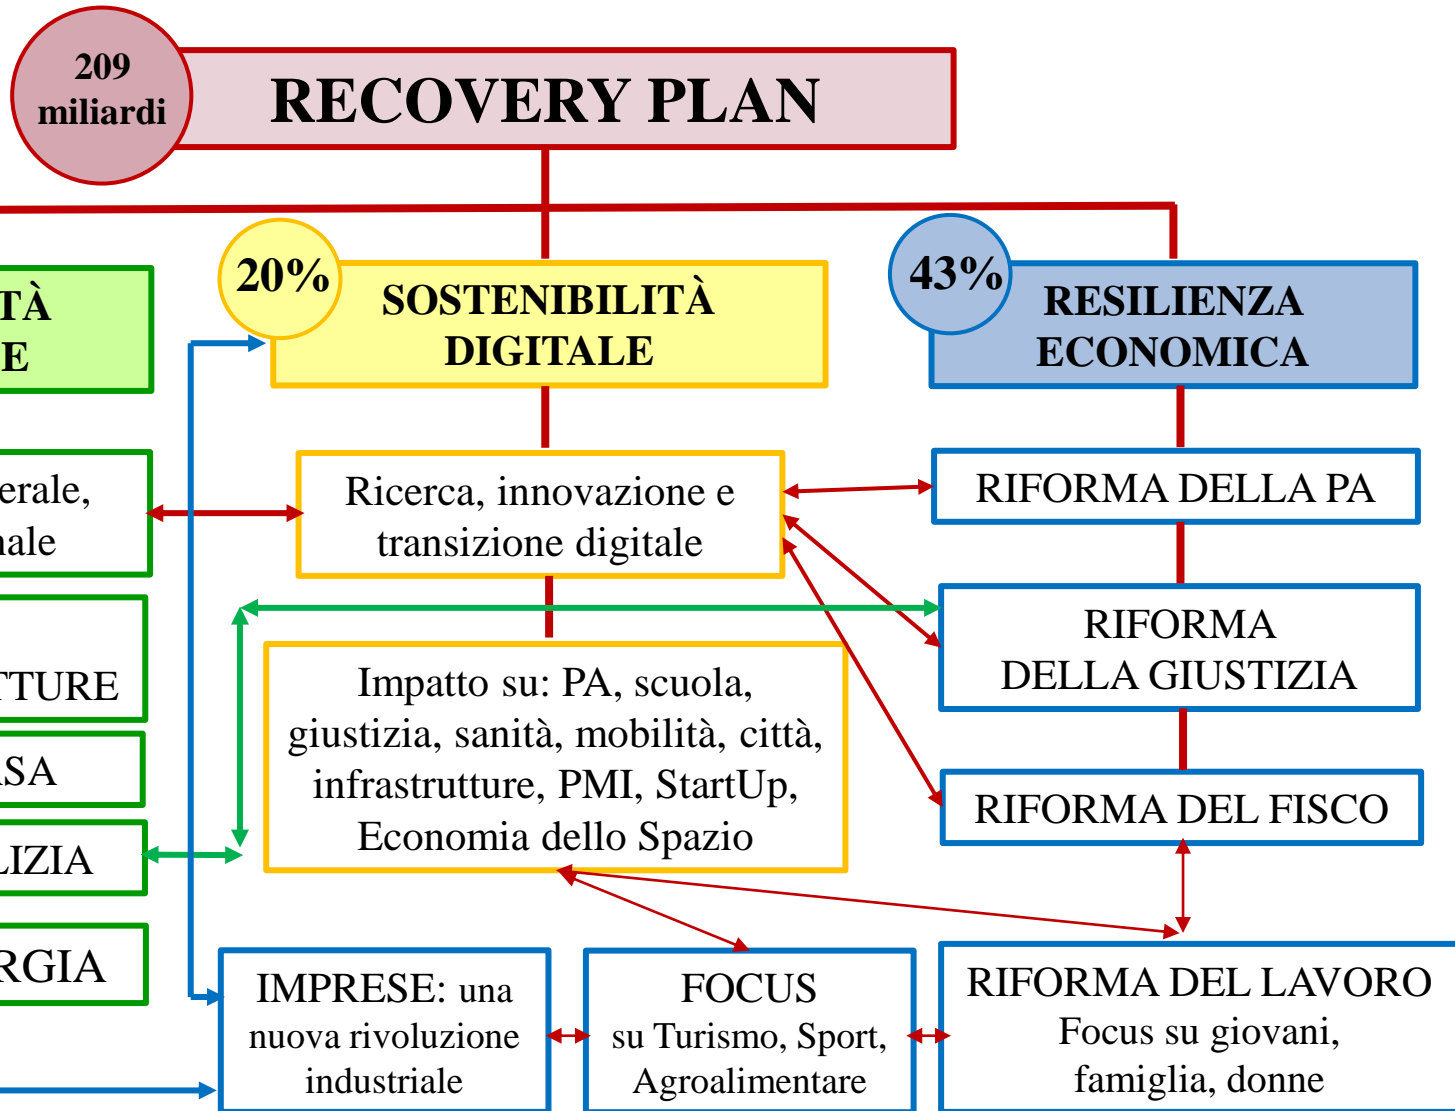 209
miliardi
RECOVERY PLAN
TÀ
E
20%
SOSTENIBILITÀ
DIGITALE
43%
RESILIENZA
ECONOMICA
erale,
nale
Ricerca, innovazione e
transizione digitale
RIFORMA DELLA PA
TTURE
RIFORMA
DELLA GIUSTIZIA
Impatto su: PA, scuola,
giustizia, sanità, mobilità, città,
infrastrutture, PMI, StartUp,
Economia dello Spazio
SA
RIFORMA DEL FISCO
LIZIA
RGIA
IMPRESE: una
nuova rivoluzione
industriale
FOCUS
su Turismo, Sport,
Agroalimentare
RIFORMA DEL LAVORO
Focus su giovani,
famiglia, donne